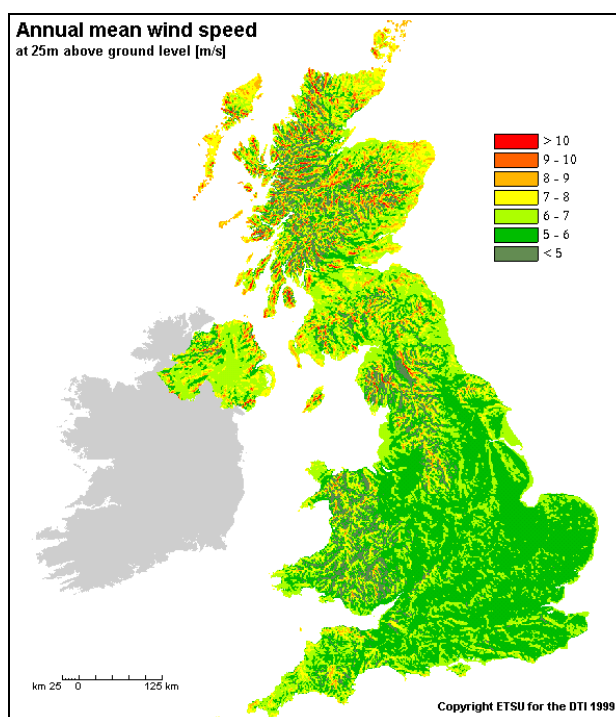 Annual mean wind speed
at 25m above ground level [m/s]
> 10
9 - 10
8 - 9
7 - 8
6 - 7
5 - 6
< 5
km 25 0 125 km
Copyright ETSU for the DTI 1999